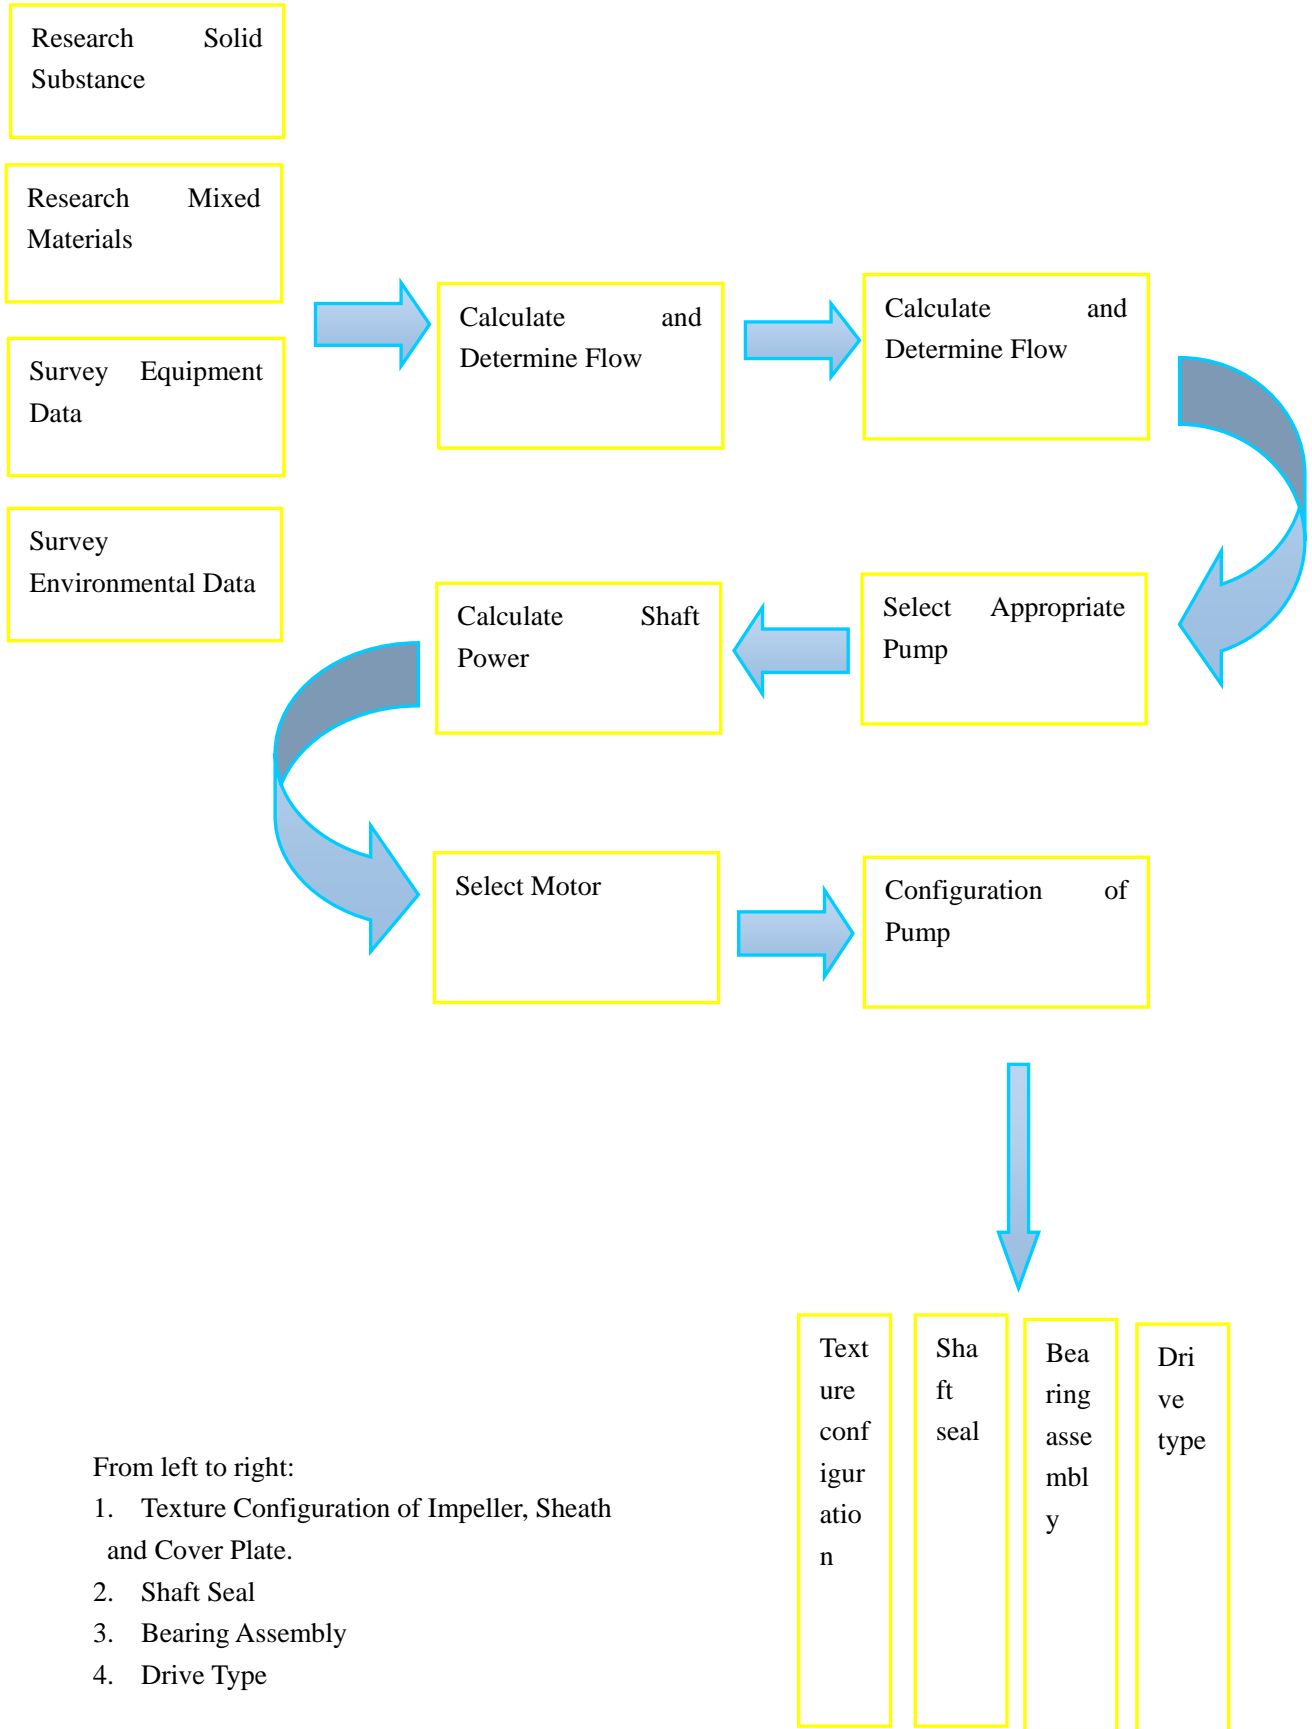 Research Solid
Substance
Research Mixed
Materials
Survey Equipment
Data
Survey
Environmental Data
Calculate and
Determine Flow
Calculate and
Determine Flow
Select Appropriate
Pump
Calculate Shaft
Power
Select Motor
Configuration of
Pump
Text
ure
conf
igur
atio
n
Sha
ft
seal
Bea
ring
asse
mbl
y
Dri
ve
type
From left to right:
1. Texture Configuration of Impeller, Sheath
and Cover Plate.
2. Shaft Seal
3. Bearing Assembly
4. Drive Type